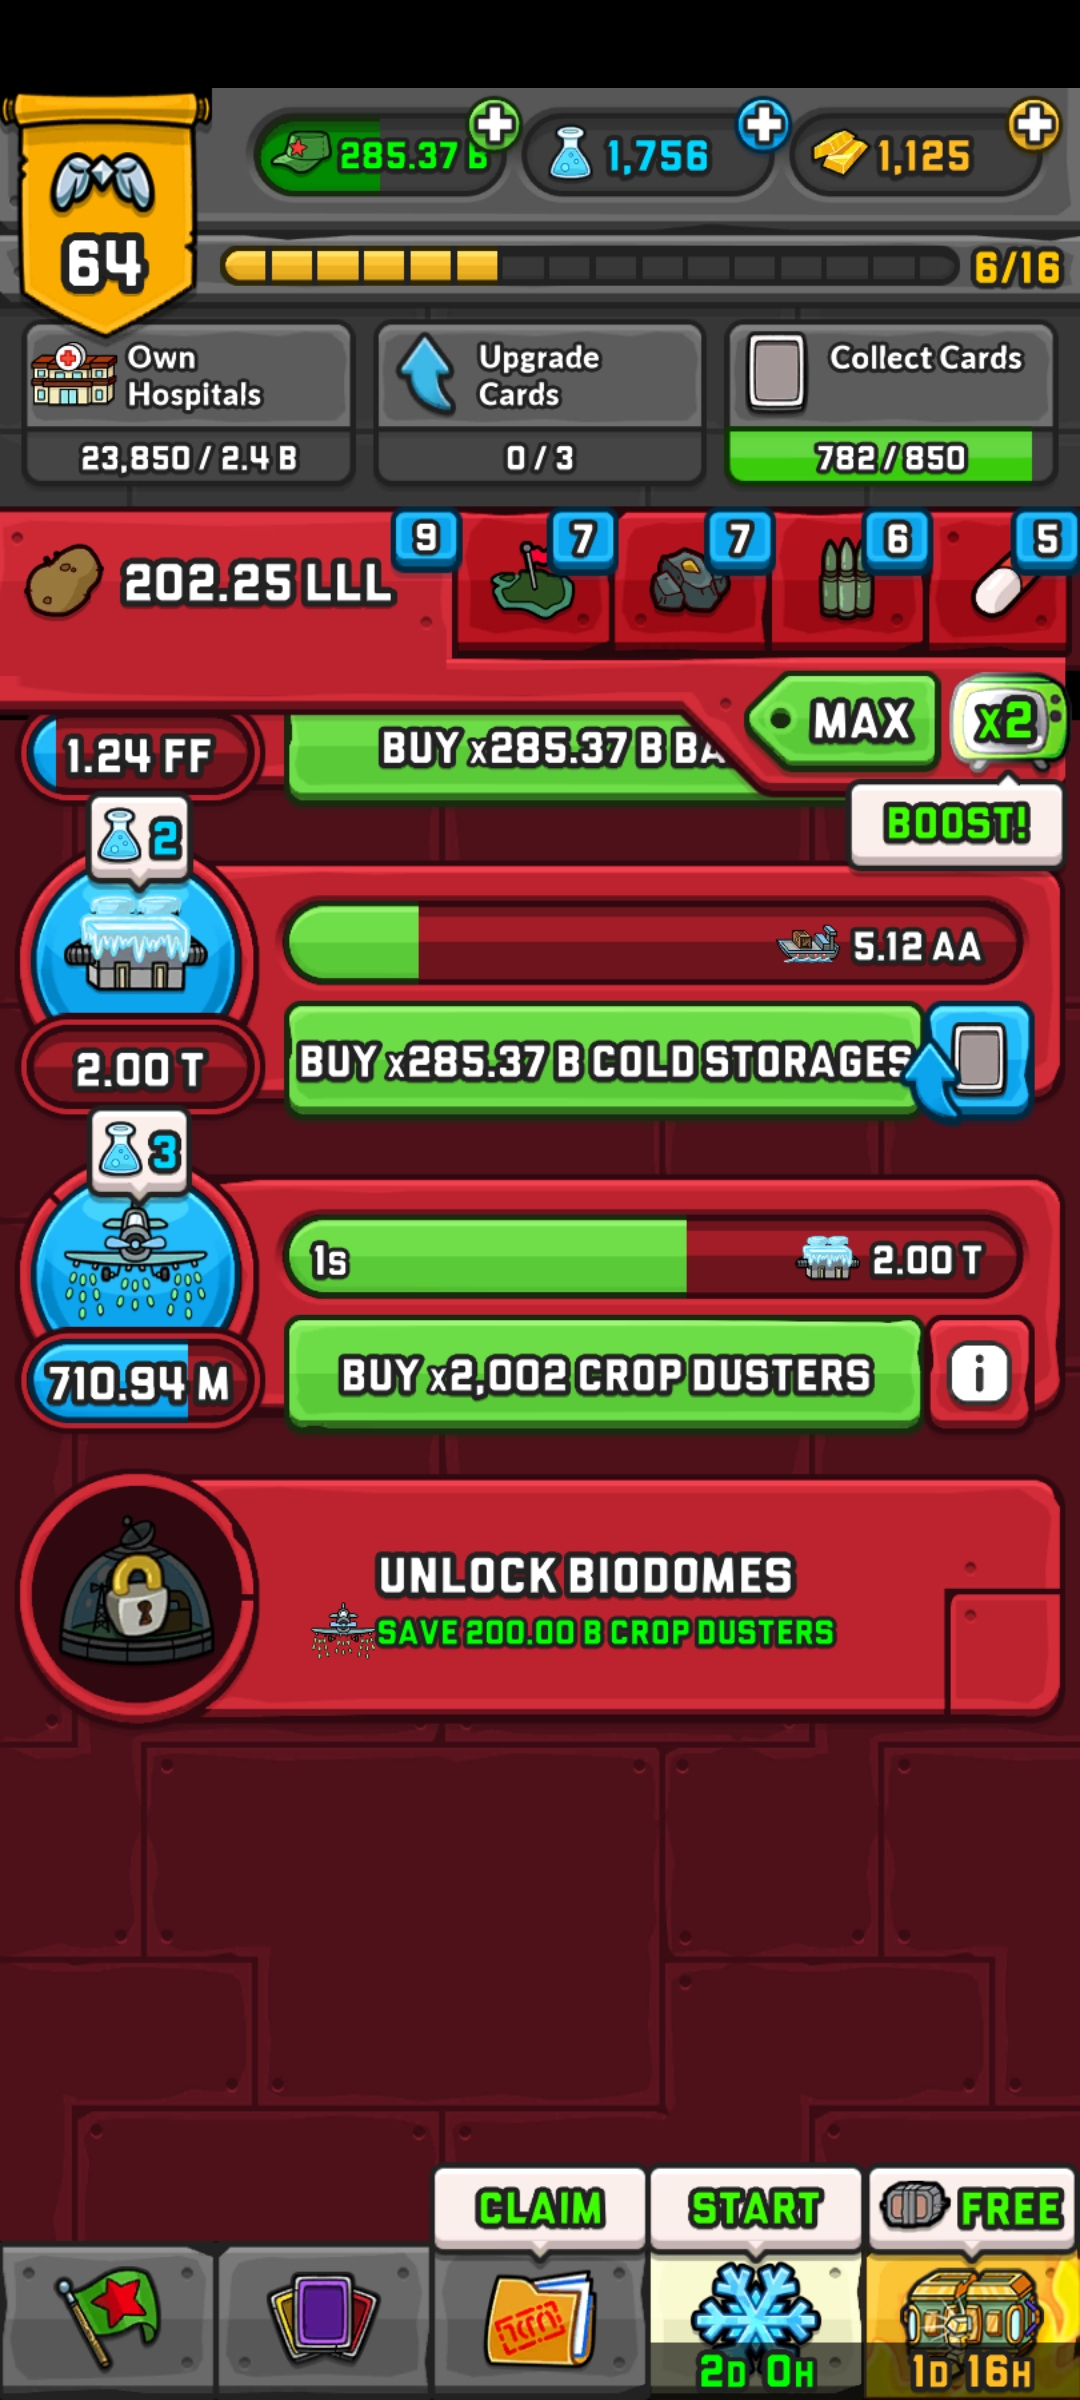 285.37 B
1,756
1,125
64
6/16
Own
Hospitals
23,850 / 2.4 B
Upgrade
Cards
0 / 3
Collect Cards
782 / 850
202.25 LLL
9
7
7
6
5
MAX
x2
BOOST!
1.24 FF
BUY x285.37 B BA
2
5.12 AA
2.00 T
BUY x285.37 B COLD STORAGES
3
1s
2.00 T
710.94 M
BUY x2,002 CROP DUSTERS
i
UNLOCK BIODOMES
SAVE 200.00 B CROP DUSTERS
CLAIM
START
FREE
2D 0H
1D 16H